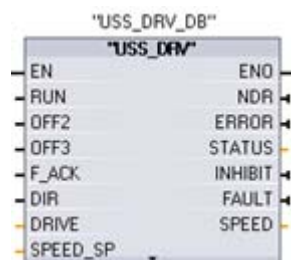 "USS_DRV_DB"
"USS_DRV"
EN ENO
RUN NDR
OFF2 ERROR
OFF3 STATUS
F_ACK INHIBIT
DIR FAULT
DRIVE SPEED
SPEED_SP